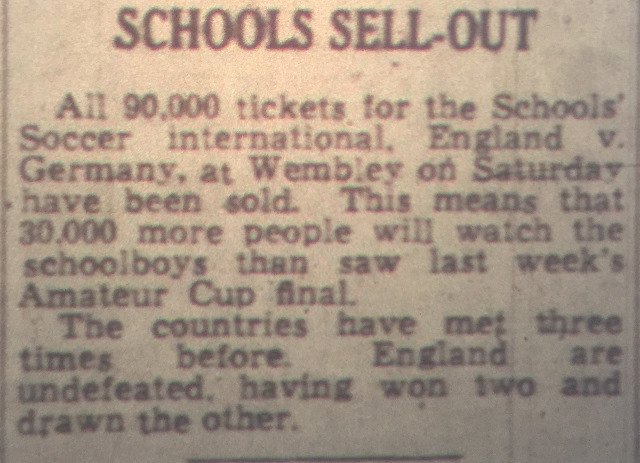 SCHOOLS SELL-OUT
All 90,000 tickets for the Schools'
Soccer international, England v.
Germany, at Wembley on Saturday
have been sold. This means that
30,000 more people will watch the
schoolboys than saw last week's
Amateur Cup final.
The countries have met three
times before. England are
undefeated, having won two and
drawn the other.